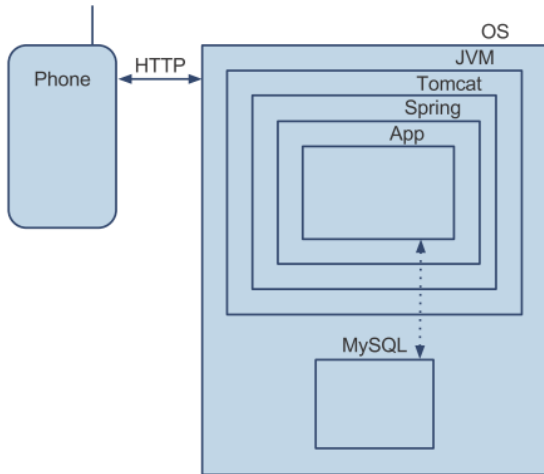 OS
JVM
HTTP
Phone
Tomcat
Spring
App
MySQL